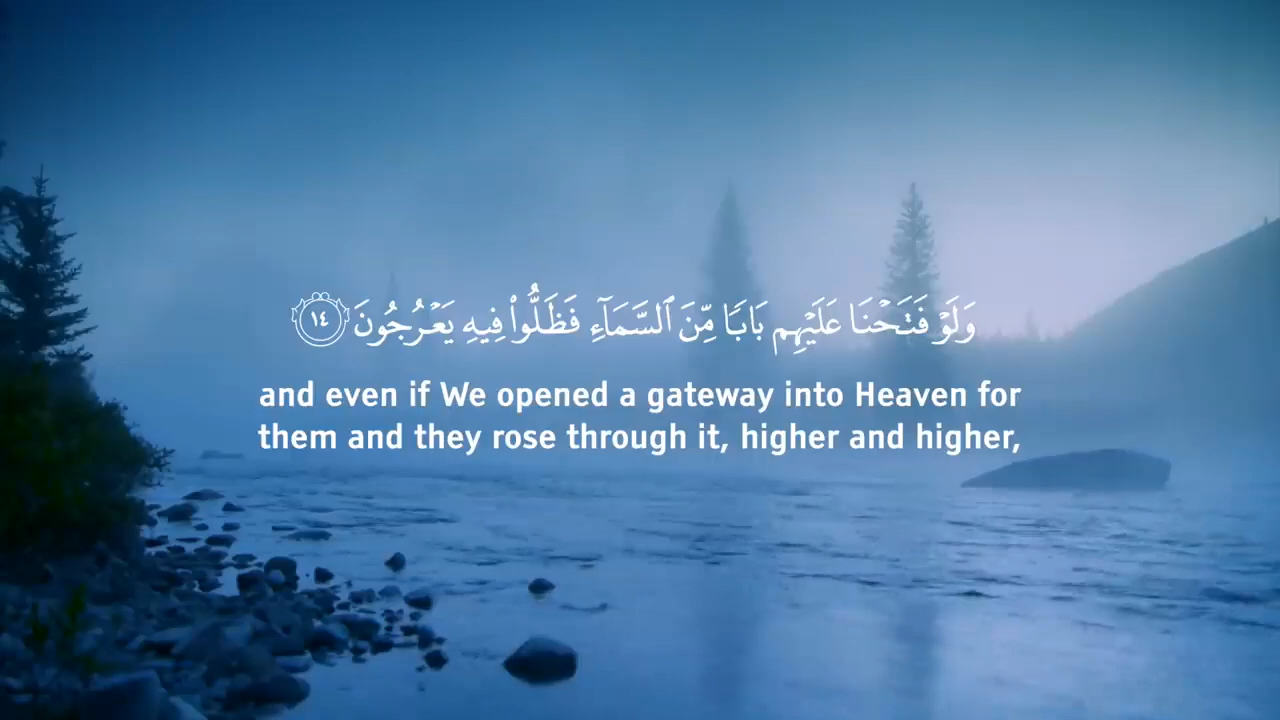 وَلَوْ فَتَحْنَا عَلَيْهِم بَابًا مِّنَ ٱلسَّمَآءِ فَظَلُّوا۟ فِيهِ يَعْرُجُونَ ١٤
and even if We opened a gateway into Heaven for
them and they rose through it, higher and higher,